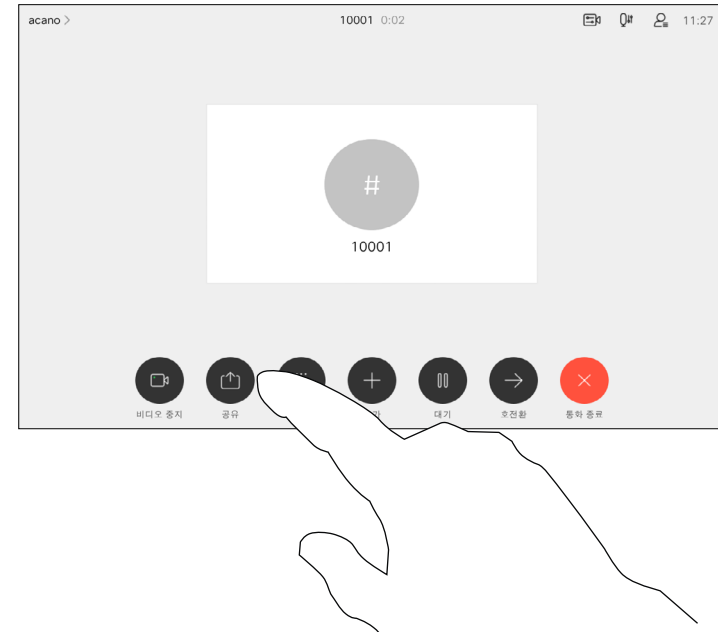 acano >
10001 0:02
11:27
#
10001
비디오 중지
공유
대기
호전환
통화 종료